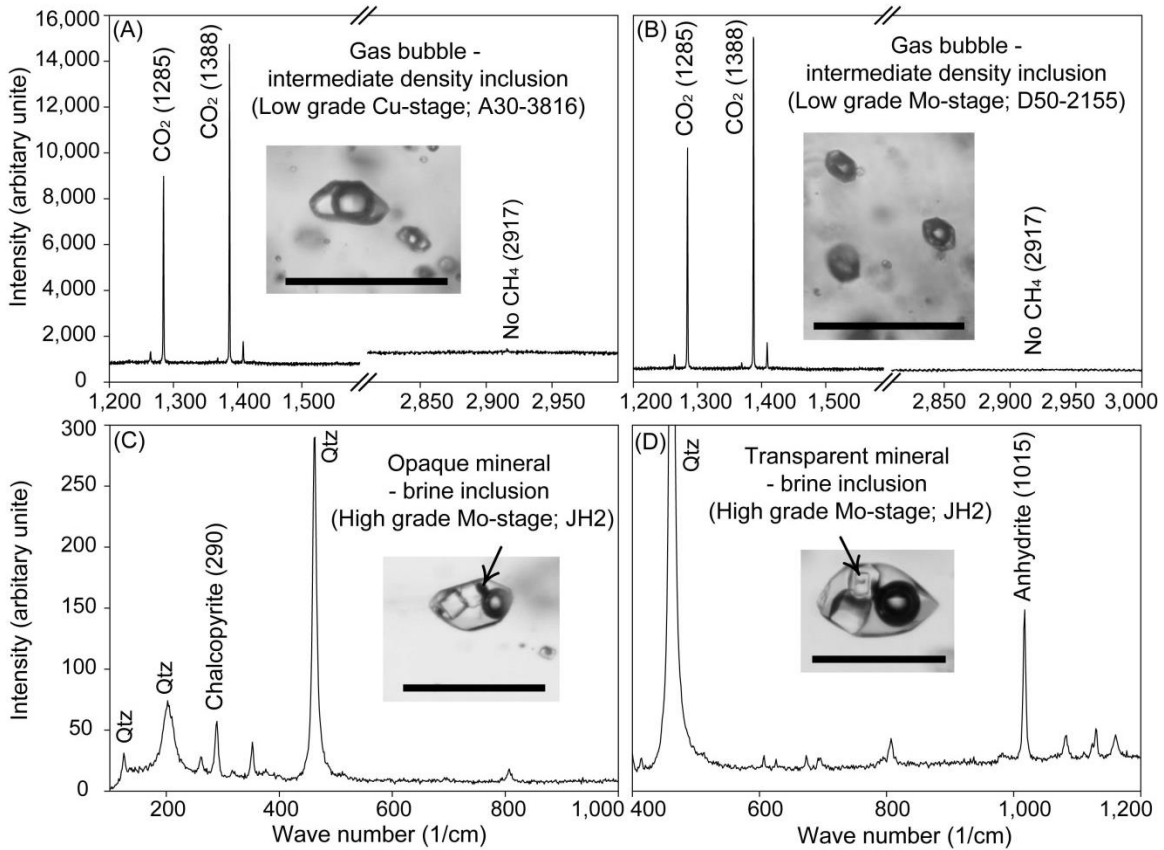 16,000
14,000
12,000
10,000
8,000
6,000
4,000
2,000
0
Intensity (arbitary unite)
(A)
CO₂ (1285)
CO₂ (1388)
Gas bubble -
intermediate density inclusion
(Low grade Cu-stage; A30-3816)
No CH₄ (2917)
1,200 1,300 1,400 1,500 2,850 2,900 2,950
(B)
CO₂ (1285)
CO₂ (1388)
Gas bubble -
intermediate density inclusion
(Low grade Mo-stage; D50-2155)
No CH₄ (2917)
1,200 1,300 1,400 1,500 2,850 2,900 2,950 3,000
300
250
200
150
100
50
0
Intensity (arbitary unite)
(C)
Qtz
Qtz
Chalcopyrite (290)
Qtz
Opaque mineral
- brine inclusion
(High grade Mo-stage; JH2)
200 400 600 800 1,000
Wave number (1/cm)
(D)
Qtz
Transparent mineral
- brine inclusion
(High grade Mo-stage; JH2)
Anhydrite (1015)
400 600 800 1,000 1,200
Wave number (1/cm)